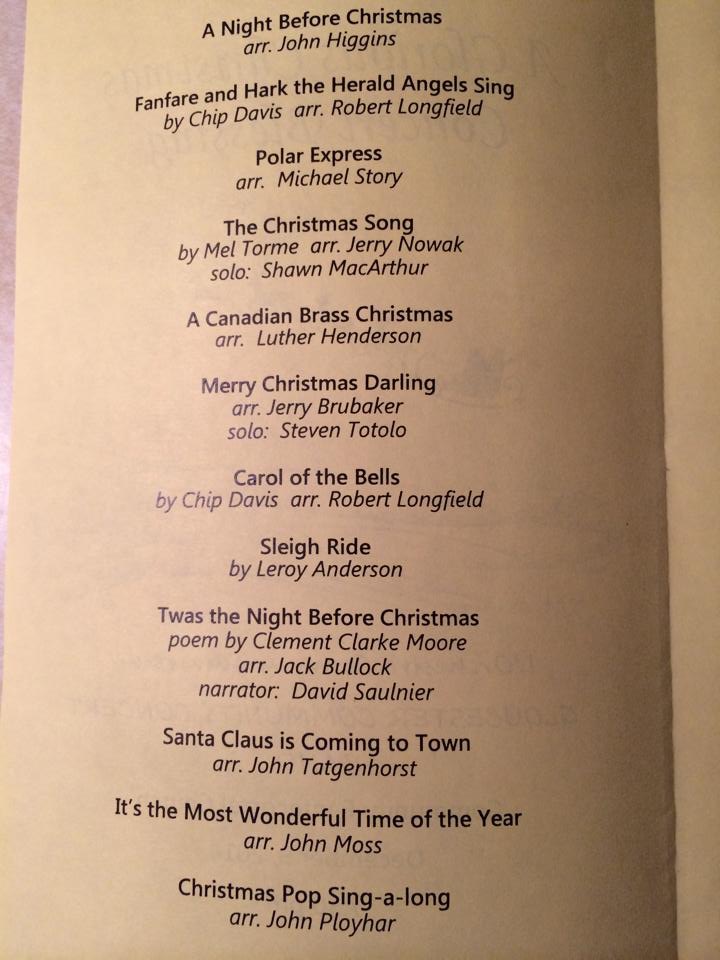 A Night Before Christmas
arr. John Higgins
Fanfare and Hark the Herald Angels Sing
by Chip Davis arr. Robert Longfield
Polar Express
arr. Michael Story
The Christmas Song
by Mel Torme arr. Jerry Nowak
solo: Shawn MacArthur
A Canadian Brass Christmas
arr. Luther Henderson
Merry Christmas Darling
arr. Jerry Brubaker
solo: Steven Totolo
Carol of the Bells
by Chip Davis arr. Robert Longfield
Sleigh Ride
by Leroy Anderson
Twas the Night Before Christmas
poem by Clement Clarke Moore
arr. Jack Bullock
narrator: David Saulnier
Santa Claus is Coming to Town
arr. John Tatgenhorst
It's the Most Wonderful Time of the Year
arr. John Moss
Christmas Pop Sing-a-long
arr. John Ployhar